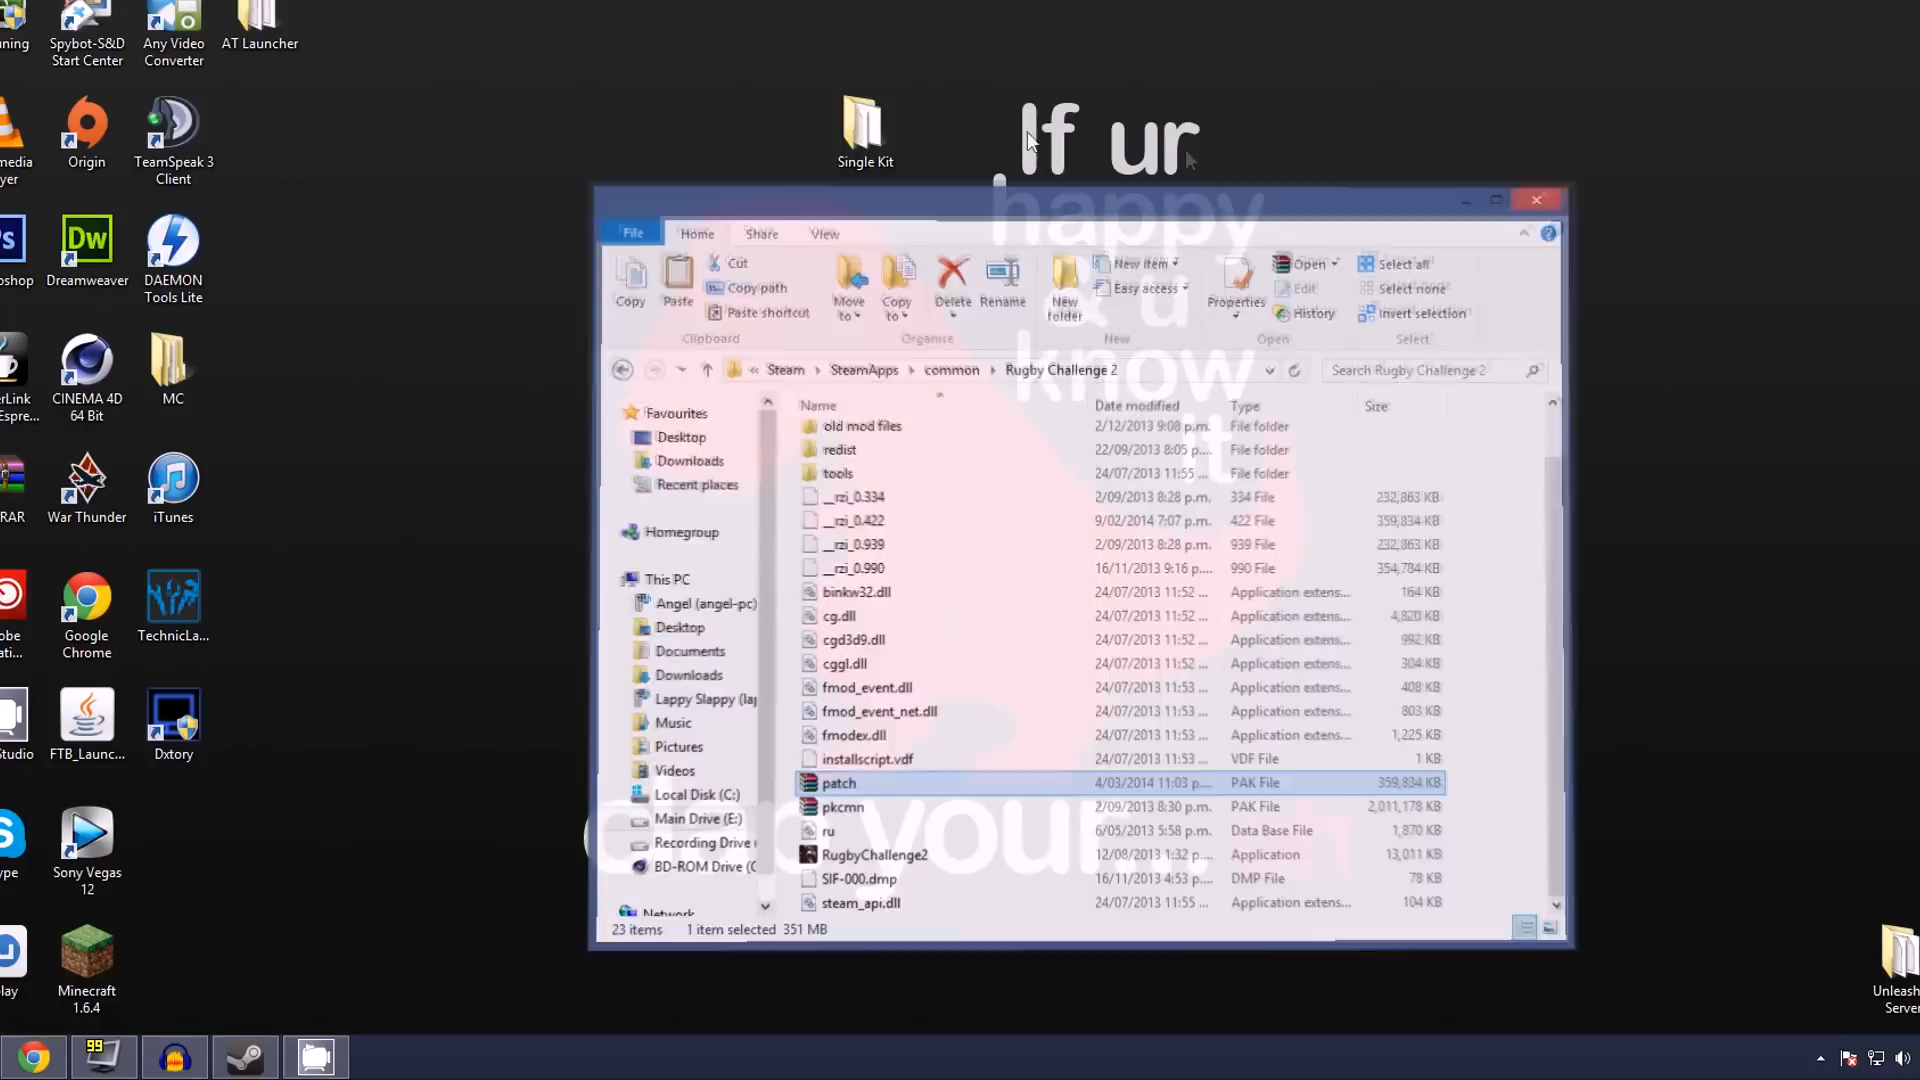 ning
Spybot-S&D
Start Center
Any Video
Converter
AT Launcher
media
yer
Origin
TeamSpeak 3
Client
Single Kit
If ur
happy
& u
know
it
clap your
Ps
oshop
Dw
Dreamweaver
DAEMON
Tools Lite
erLink
Espre...
CINEMA 4D
64 Bit
MC
RAR
War Thunder
iTunes
obe
ati...
Google
Chrome
TechnicLa...
Studio
FTB_Launc...
Dxtory
ype
Sony Vegas
12
lay
Minecraft
1.6.4
Unleash
Server
File
Home
Share
View
Copy
Paste
Cut
Copy path
Paste shortcut
Clipboard
Move
to
Copy
to
Delete
Rename
Organise
New
folder
New item
Easy access
New
Properties
Open
Edit
History
Open
Select all
Select none
Invert selection
Select
« Steam
SteamApps
common
Rugby Challenge 2
Search Rugby Challenge 2
Favourites
Desktop
Downloads
Recent places
Homegroup
This PC
Angel (angel-pc)
Desktop
Documents
Downloads
Lappy Slappy (la
Music
Pictures
Videos
Local Disk (C:)
Main Drive (E:)
Recording Drive
BD-ROM Drive (
Network
Name Date modified Type Size
old mod files 2/12/2013 9:08 p.m. File folder
redist 22/09/2013 8:05 p.m. File folder
tools 24/07/2013 11:55 ... File folder
__rzi_0.334 2/09/2013 8:28 p.m. 334 File 232,863 KB
__rzi_0.422 9/02/2014 7:07 p.m. 422 File 359,834 KB
__rzi_0.939 2/09/2013 8:28 p.m. 939 File 232,863 KB
__rzi_0.990 16/11/2013 9:16 p.... 990 File 354,784 KB
binkw32.dll 24/07/2013 11:52 ... Application extens... 164 KB
cg.dll 24/07/2013 11:52 ... Application extens... 4,820 KB
cgd3d9.dll 24/07/2013 11:52 ... Application extens... 992 KB
cggl.dll 24/07/2013 11:52 ... Application extens... 304 KB
fmod_event.dll 24/07/2013 11:53 ... Application extens... 408 KB
fmod_event_net.dll 24/07/2013 11:53 ... Application extens... 803 KB
fmodex.dll 24/07/2013 11:53 ... Application extens... 1,225 KB
installscript.vdf 24/07/2013 11:53 ... VDF File 1 KB
patch 4/03/2014 11:03 p.... PAK File 359,834 KB
pkcmn 2/09/2013 8:30 p.m. PAK File 2,011,178 KB
ru 6/05/2013 5:58 p.m. Data Base File 1,870 KB
RugbyChallenge2 12/08/2013 1:32 p.... Application 13,011 KB
SIF-000.dmp 16/11/2013 4:53 p.... DMP File 78 KB
steam_api.dll 24/07/2013 11:55 ... Application extens... 104 KB
23 items 1 item selected 351 MB
99